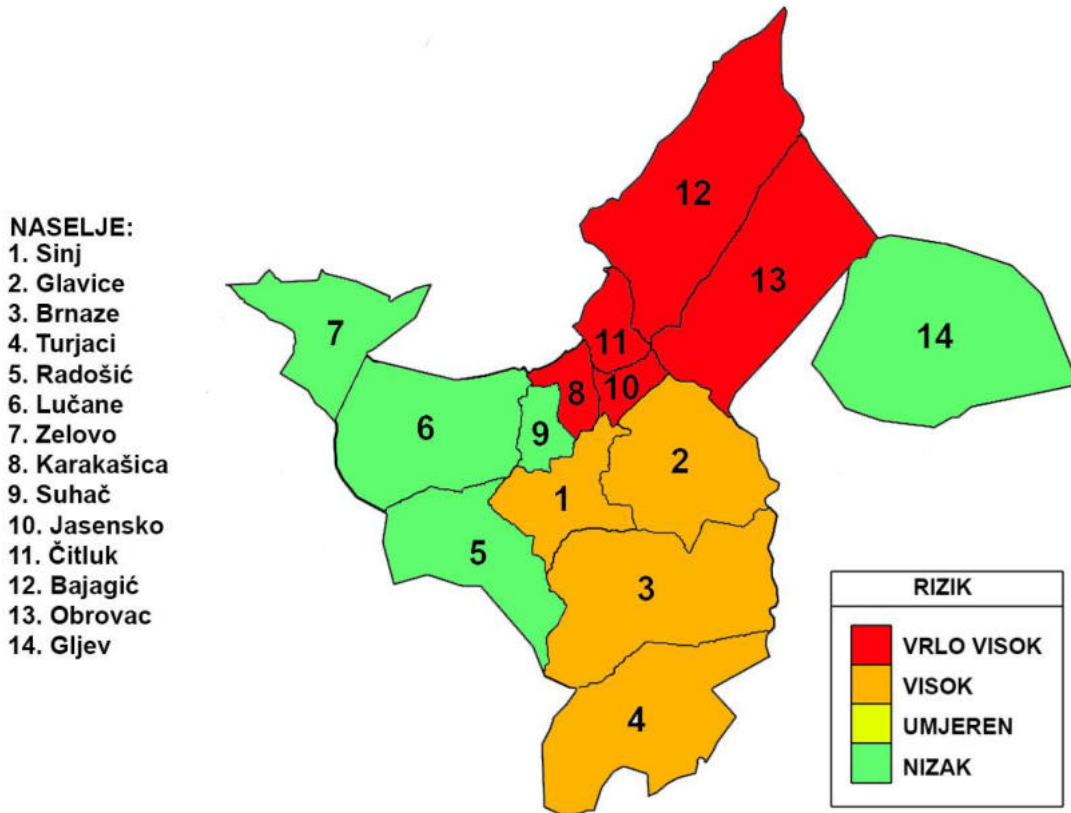 NASELJE:
1. Sinj
2. Glavice
3. Brnaze
4. Turjaci
5. Radošić
6. Lučane
7. Zelovo
8. Karakašica
9. Suhač
10. Jasensko
11. Čitluk
12. Bajagić
13. Obrovac
14. Gljev
12
13
14
7
11
10
8
6
9
2
1
5
3
4
RIZIK
VRLO VISOK
VISOK
UMJEREN
NIZAK